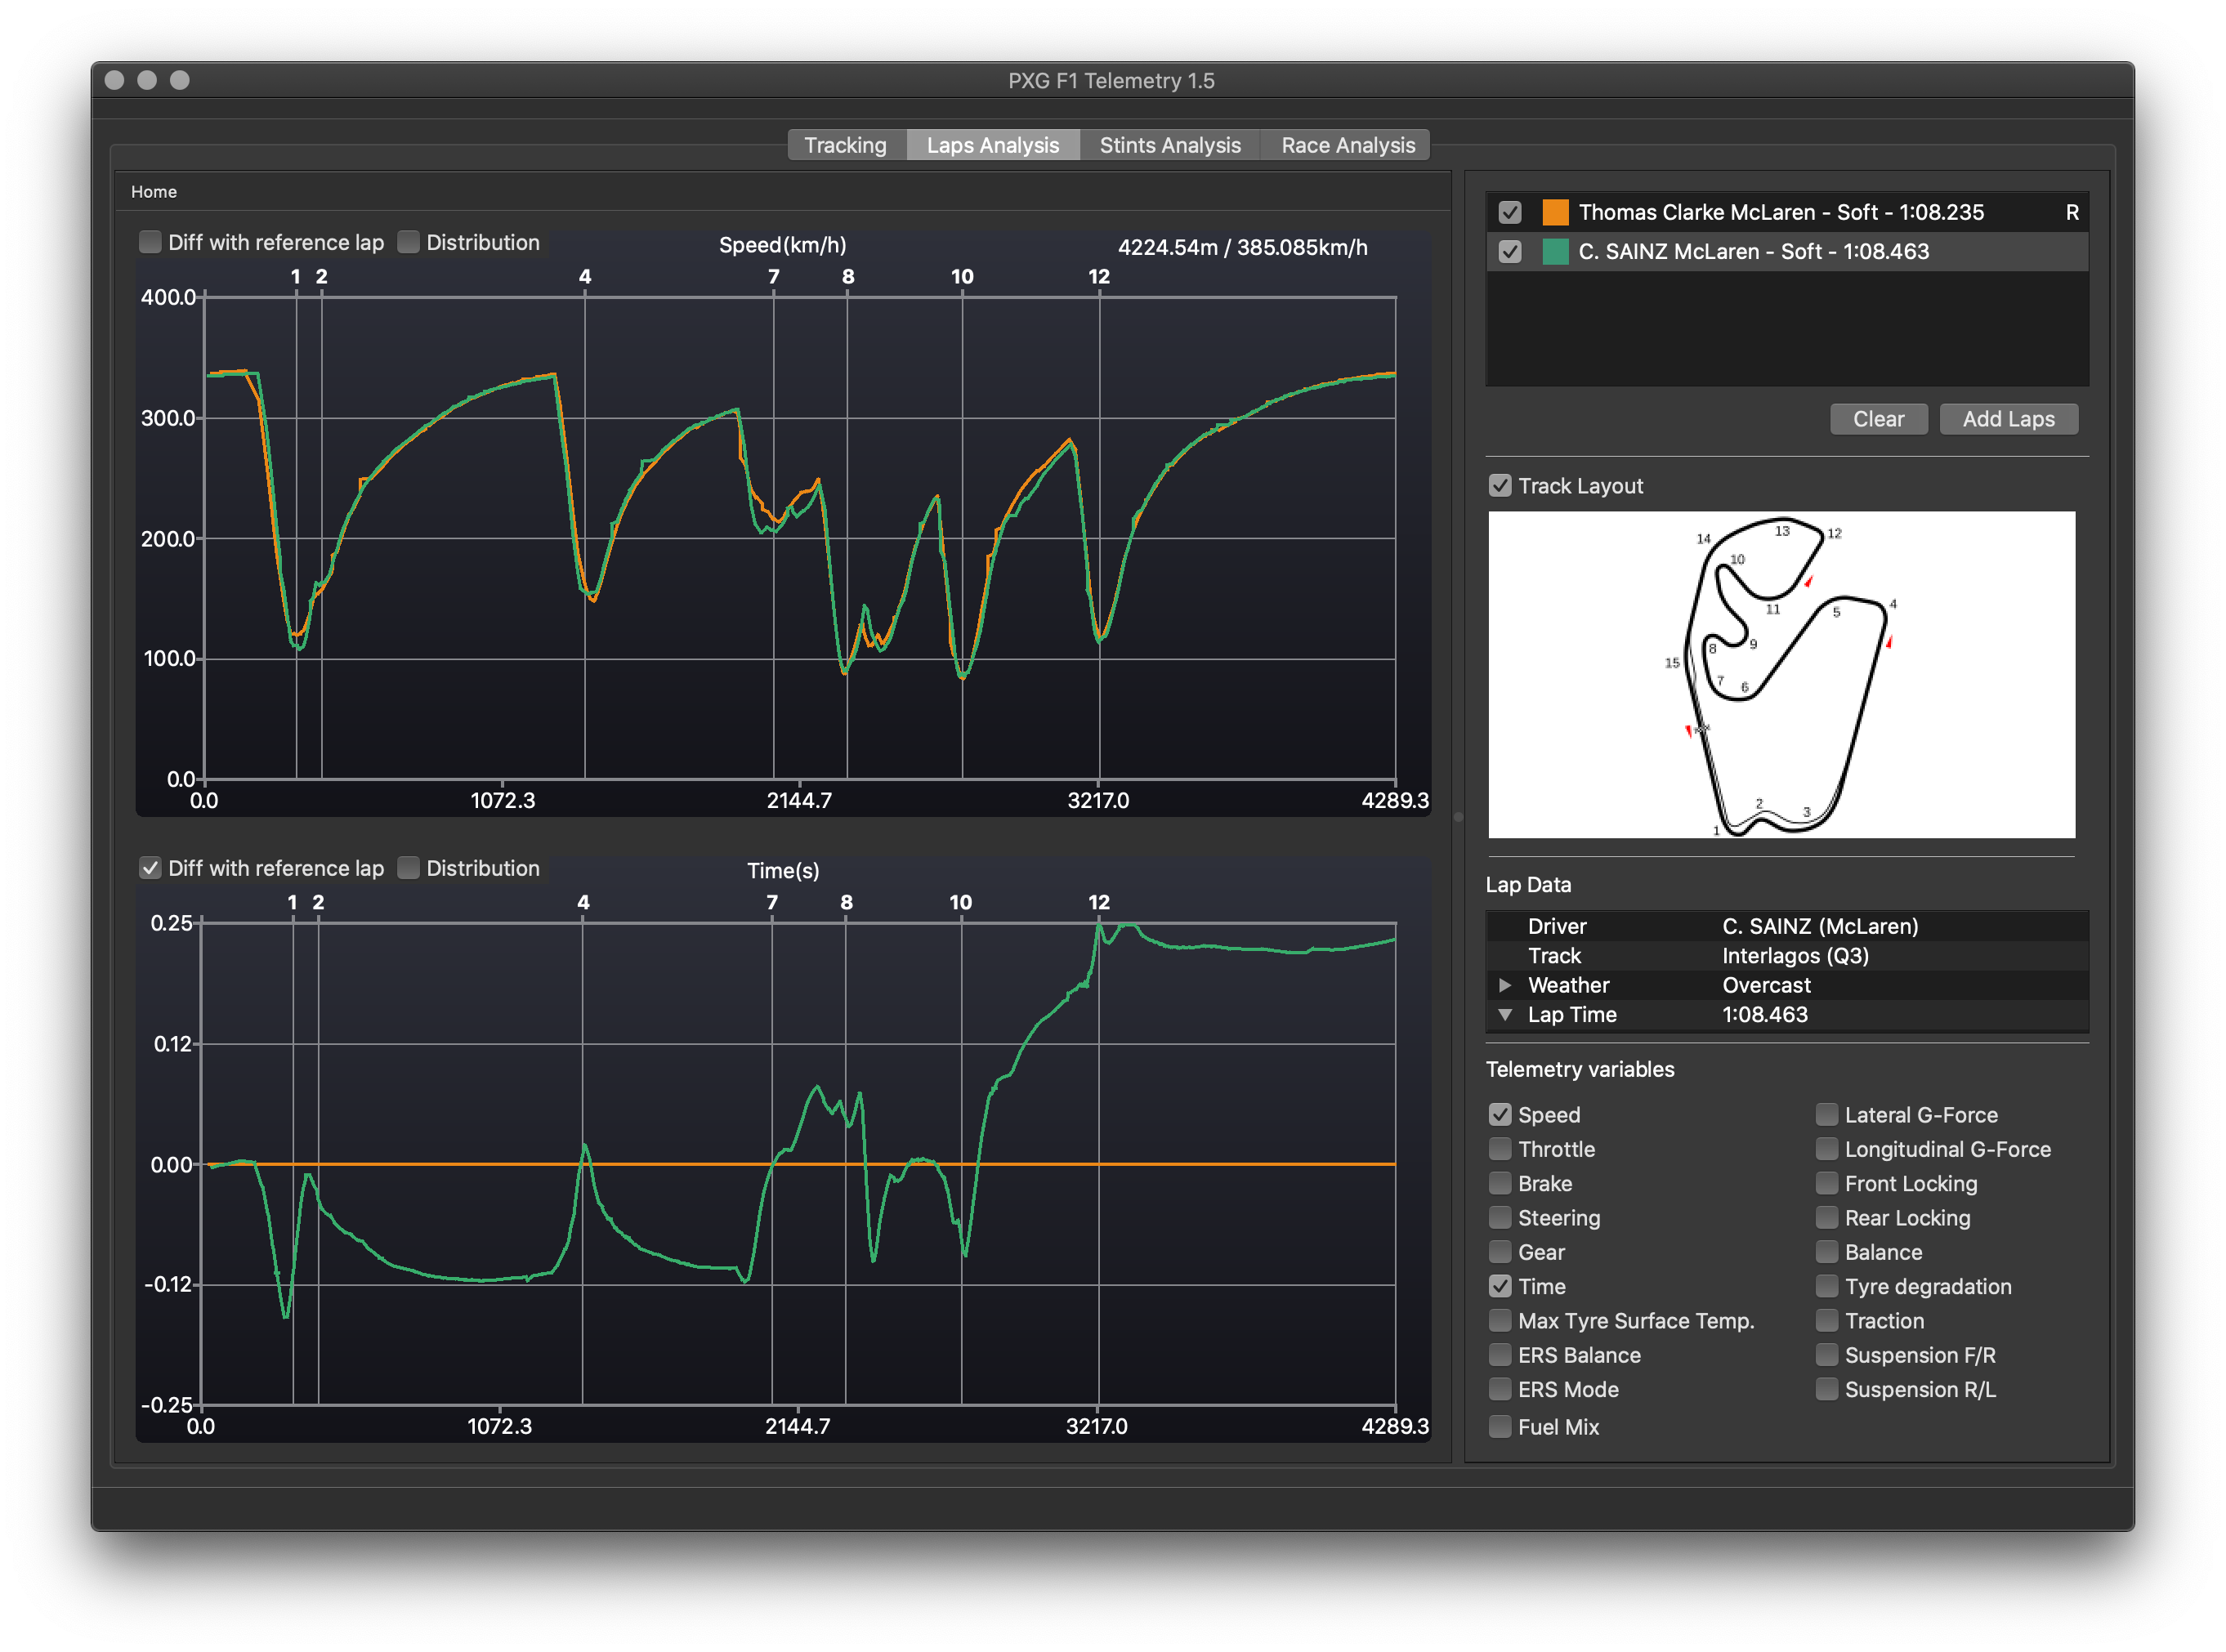 PXG F1 Telemetry 1.5
Tracking Laps Analysis Stints Analysis Race Analysis
Home
Diff with reference lap Distribution Speed(km/h) 4224.54m / 385.085km/h
1 2 4 7 8 10 12
400.0
300.0
200.0
100.0
0.0
0.0 1072.3 2144.7 3217.0 4289.3
Diff with reference lap Distribution Time(s)
1 2 4 7 8 10 12
0.25
0.12
0.00
-0.12
-0.25
0.0 1072.3 2144.7 3217.0 4289.3
Thomas Clarke McLaren - Soft - 1:08.235 R
C. SAINZ McLaren - Soft - 1:08.463
Clear Add Laps
Track Layout
13 12
14
10
11
5 4
9
8
15
7 6
2
3
1
Lap Data
Driver C. SAINZ (McLaren)
Track Interlagos (Q3)
Weather Overcast
Lap Time 1:08.463
Telemetry variables
Speed Lateral G-Force
Throttle Longitudinal G-Force
Brake Front Locking
Steering Rear Locking
Gear Balance
Time Tyre degradation
Max Tyre Surface Temp. Traction
ERS Balance Suspension F/R
ERS Mode Suspension R/L
Fuel Mix